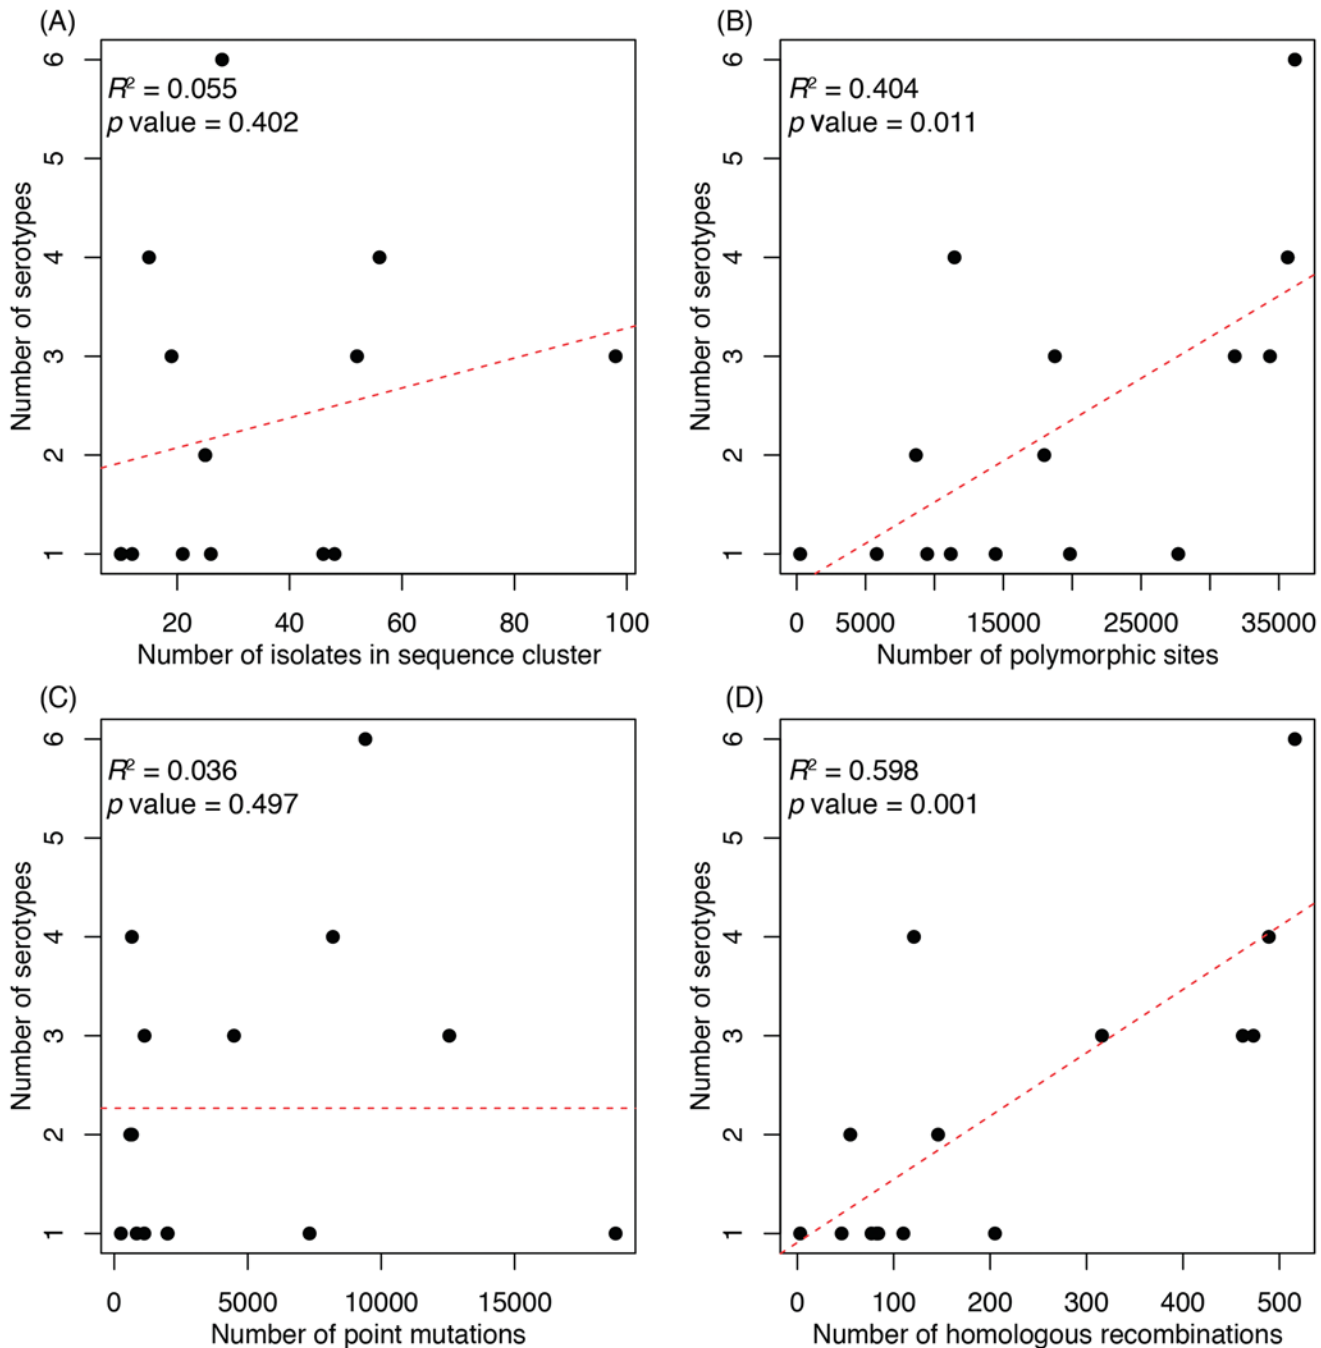 (A)
R² = 0.055
p value = 0.402
Number of serotypes
6
5
4
3
2
1
20 40 60 80 100
Number of isolates in sequence cluster
(B)
R² = 0.404
p value = 0.011
Number of serotypes
6
5
4
3
2
1
0 5000 15000 25000 35000
Number of polymorphic sites
(C)
R² = 0.036
p value = 0.497
Number of serotypes
6
5
4
3
2
1
0 5000 10000 15000
Number of point mutations
(D)
R² = 0.598
p value = 0.001
Number of serotypes
6
5
4
3
2
1
0 100 200 300 400 500
Number of homologous recombinations